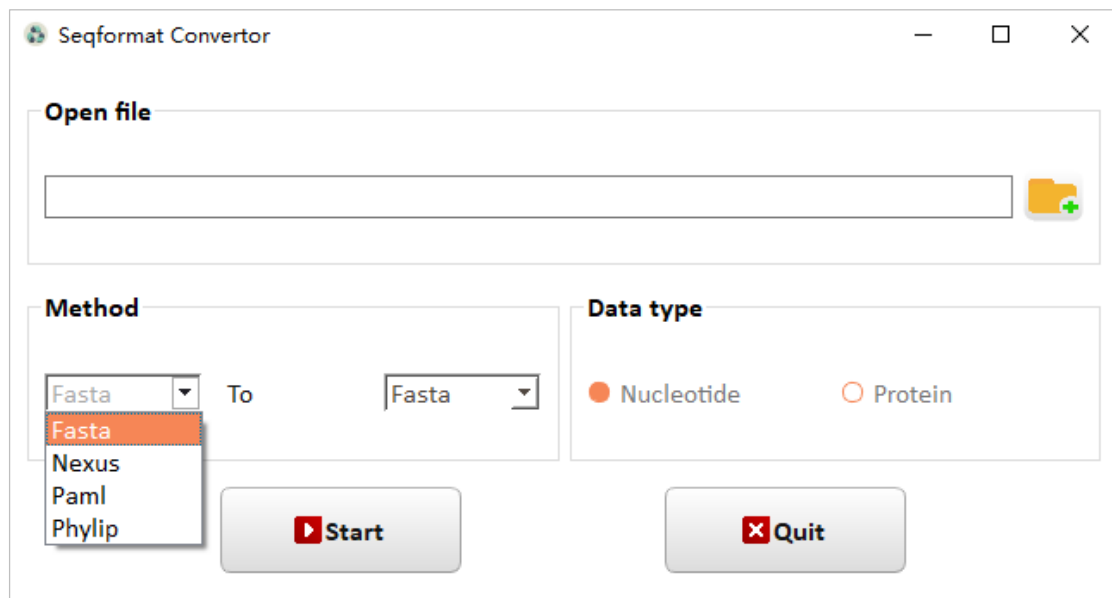 Seqformat Convertor
Open file
Method
Data type
Fasta To Fasta
Nucleotide Protein
Fasta
Nexus
Paml
Phylip
Start
Quit